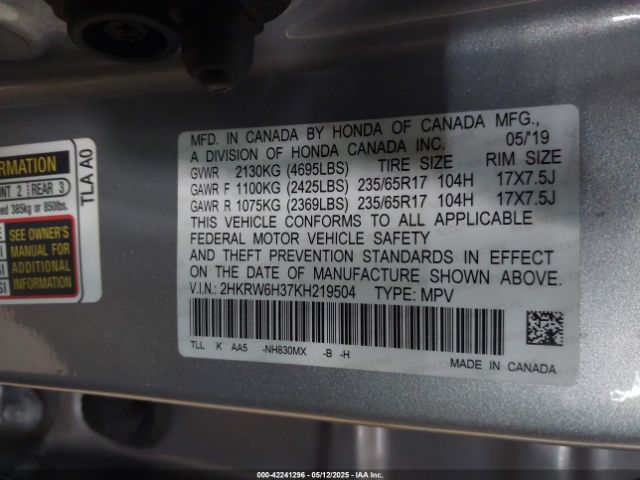 TLA A0
ORMATION
ONT 2 REAR 3
ed 385kg or 850lbs.
SEE OWNER'S
MANUAL FOR
ADDITIONAL
INFORMATION
MFD. IN CANADA BY HONDA OF CANADA MFG.,
A DIVISION OF HONDA CANADA INC. 05/'19
GVWR 2130KG (4695LBS) TIRE SIZE RIM SIZE
GAWR F 1100KG (2425LBS) 235/65R17 104H 17X7.5J
GAWR R 1075KG (2369LBS) 235/65R17 104H 17X7.5J
THIS VEHICLE CONFORMS TO ALL APPLICABLE
FEDERAL MOTOR VEHICLE SAFETY
AND THEFT PREVENTION STANDARDS IN EFFECT
ON THE DATE OF MANUFACTURE SHOWN ABOVE.
V.I.N.: 2HKRW6H37KH219504 TYPE: MPV
TLL K AA5 -NH830MX -B -H
MADE IN CANADA
000-42241296 - 05/12/2025 - IAA Inc.